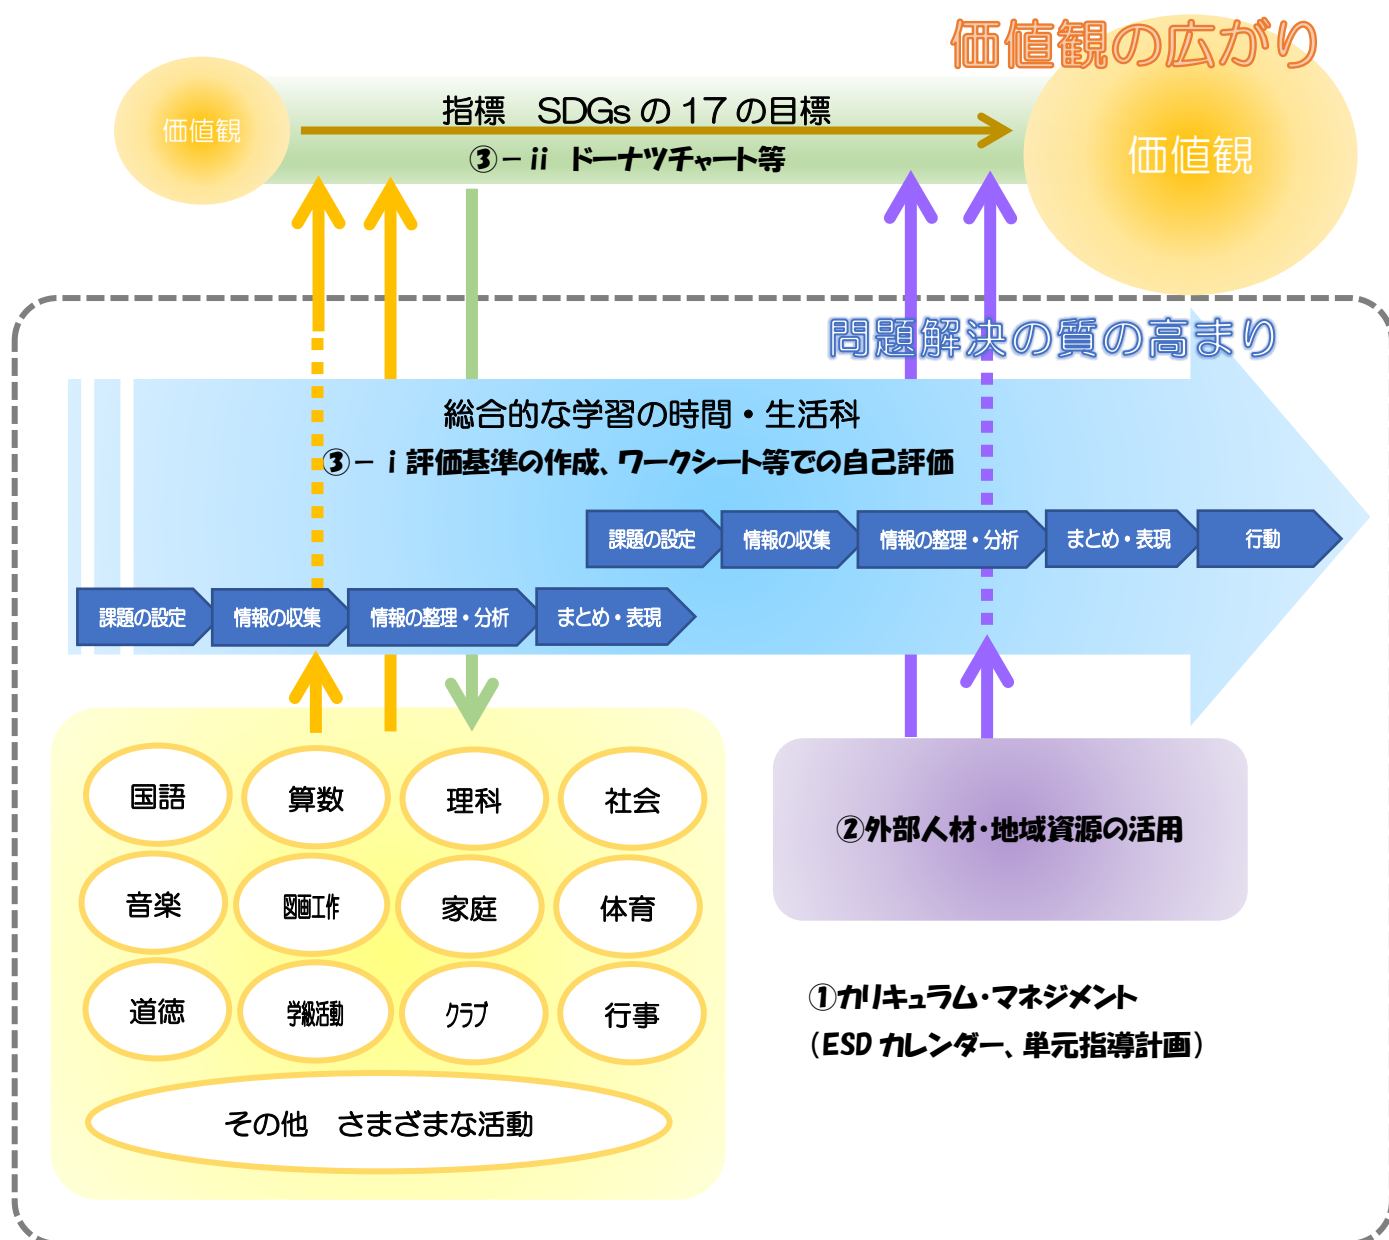 価値観の広がり
価値観
指標　SDGsの17の目標
③－ii　ドーナツチャート等
価値観
問題解決の質の高まり
総合的な学習の時間・生活科
③－i 評価基準の作成、ワークシート等での自己評価
課題の設定
情報の収集
情報の整理・分析
まとめ・表現
行動
課題の設定
情報の収集
情報の整理・分析
まとめ・表現
国語
算数
理科
社会
音楽
図画工作
家庭
体育
道徳
学級活動
クラブ
行事
その他　さまざまな活動
②外部人材・地域資源の活用
①カリキュラム・マネジメント
（ESDカレンダー、単元指導計画）